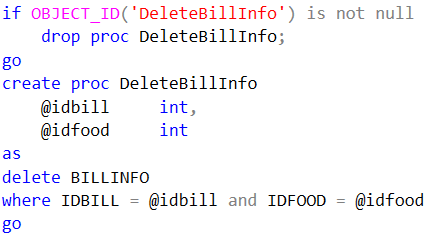 if OBJECT_ID('DeleteBillInfo') is not null
    drop proc DeleteBillInfo;
go
create proc DeleteBillInfo
    @idbill     int,
    @idfood     int
as
delete BILLINFO
where IDBILL = @idbill and IDFOOD = @idfood
go